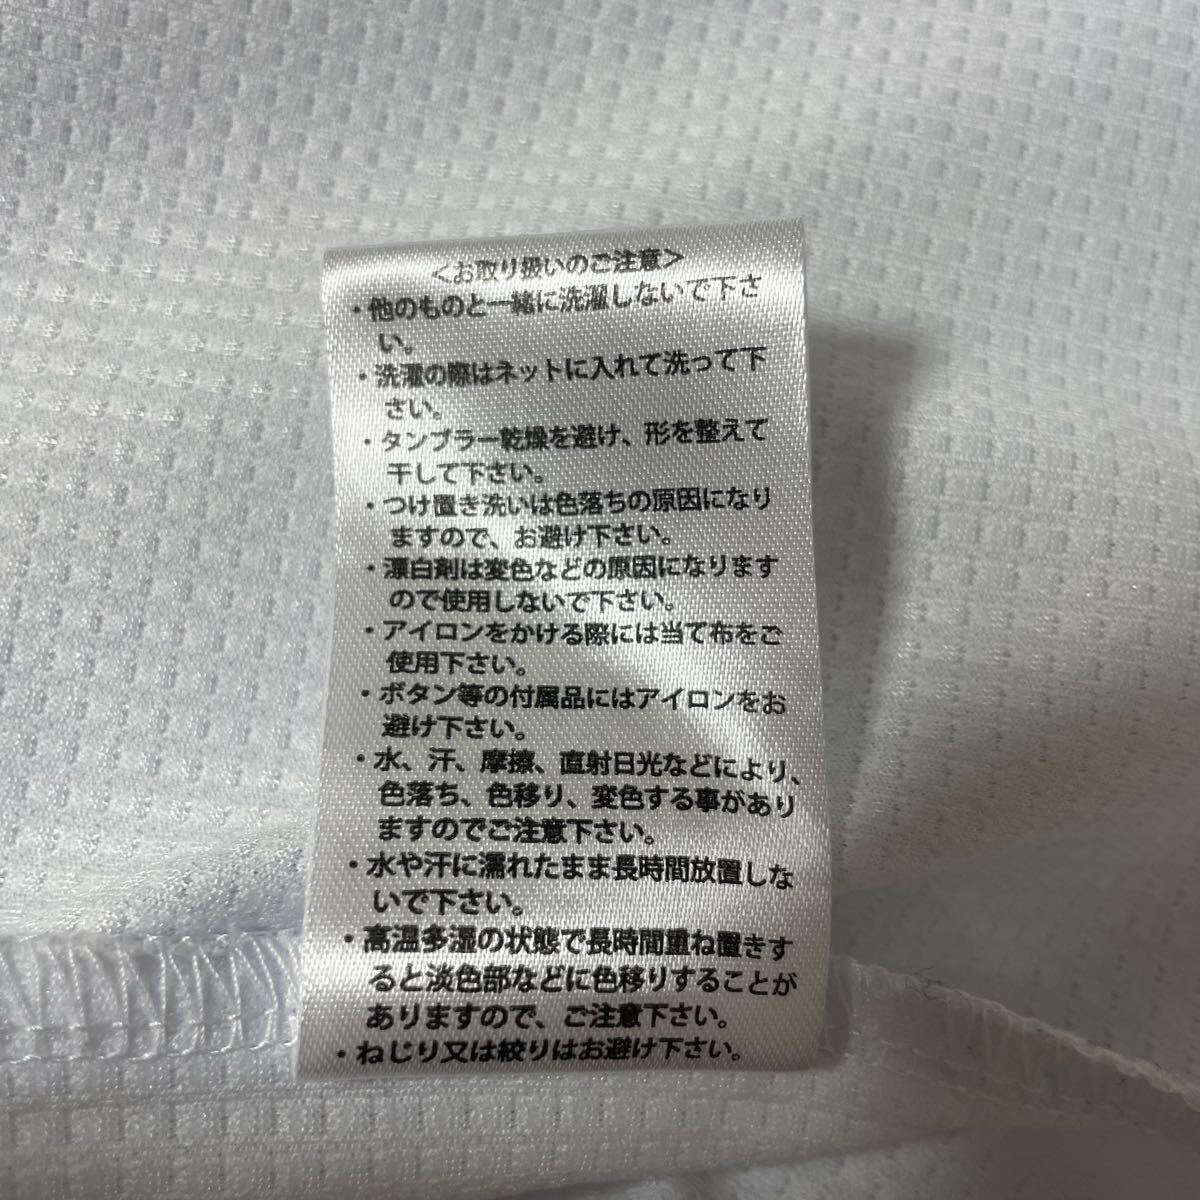 <お取り扱いのご注意>
・他のものと一緒に洗濯しないで下さ
い。
・洗濯の際はネットに入れて洗って下
さい。
・タンブラー乾燥を避け、形を整えて
干して下さい。
・つけ置き洗いは色落ちの原因になり
ますので、お避け下さい。
・漂白剤は変色などの原因になります
ので使用しないで下さい。
・アイロンをかける際には当て布をご
使用下さい。
・ボタン等の付属品にはアイロンをお
避け下さい。
・水、汗、摩擦、直射日光などにより、
色落ち、色移り、変色する事があり
ますのでご注意下さい。
・水や汗に濡れたまま長時間放置しな
いで下さい。
・高温多湿の状態で長時間重ね置きす
ると淡色部などに色移りすることが
ありますので、ご注意下さい。
・ねじり又は絞りはお避け下さい。